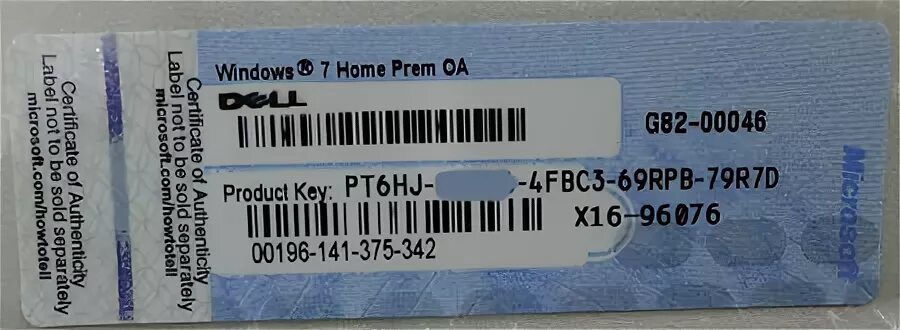 Certificate of Authenticity
Label not to be sold separately
microsoft.com/howtotell
Certificate of Authenticity
Label not to be sold separately
microsoft.com/howtotell
Windows® 7 Home Prem OA
DELL
G82-00046
Product Key: PT6HJ- -4FBC3-69RPB-79R7D
X16-96076
00196-141-375-342
Microsoft